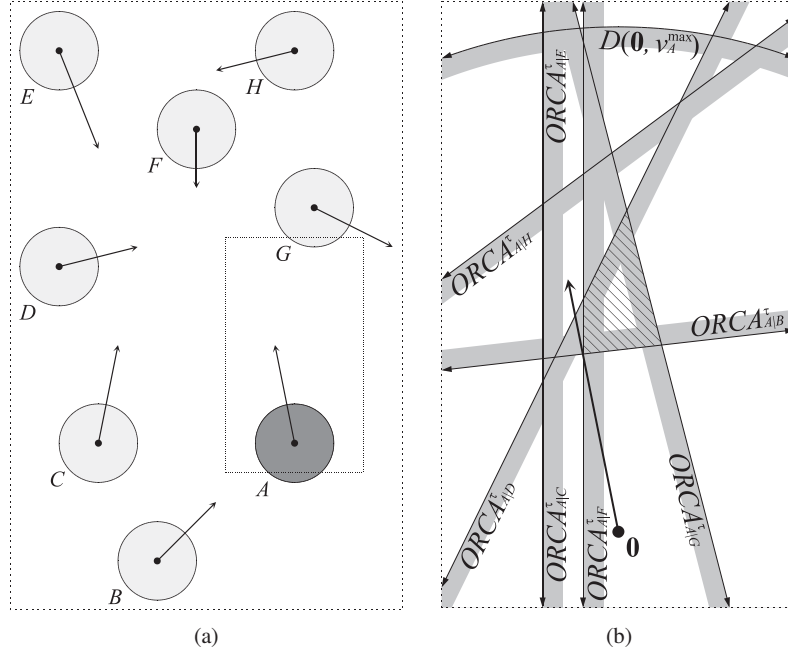 E
H
F
G
D
C
A
B
(a)
D(0, v_A^max)
ORCA^τ_A|E
ORCA^τ_A|H
ORCA^τ_A|B
ORCA^τ_A|D
ORCA^τ_A|C
ORCA^τ_A|F
ORCA^τ_A|G
0
(b)